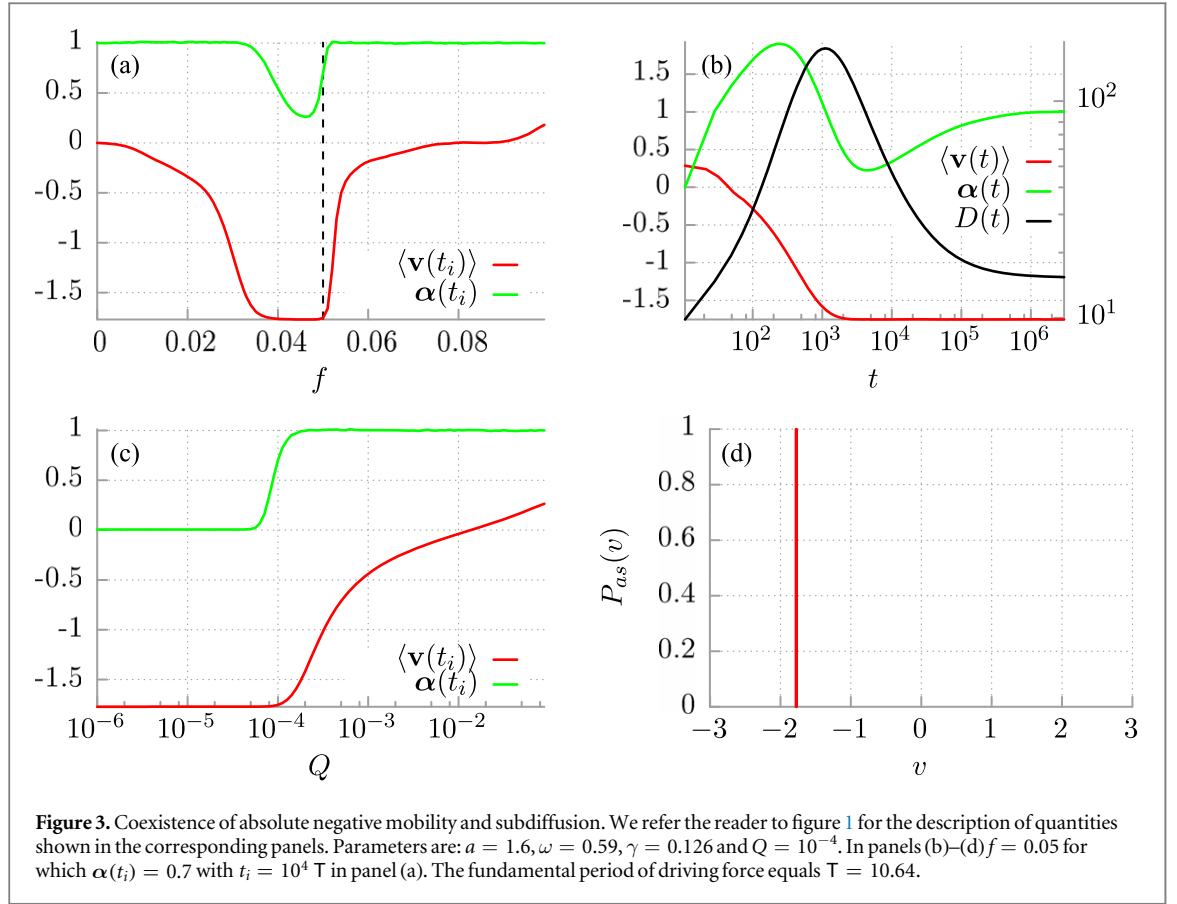 (a)
1
0.5
0
-0.5
-1
-1.5
⟨v(t_i)⟩
α(t_i)
0 0.02 0.04 0.06 0.08
f
(b)
1.5
1
0.5
0
-0.5
-1
-1.5
10^2
10^1
⟨v(t)⟩
α(t)
D(t)
10^2 10^3 10^4 10^5 10^6
t
(c)
1
0.5
0
-0.5
-1
-1.5
⟨v(t_i)⟩
α(t_i)
10^−6 10^−5 10^−4 10^−3 10^−2
Q
(d)
1
0.8
0.6
0.4
0.2
0
P_as(v)
−3 −2 −1 0 1 2 3
v
Figure 3. Coexistence of absolute negative mobility and subdiffusion. We refer the reader to figure 1 for the description of quantities
shown in the corresponding panels. Parameters are: a = 1.6, ω = 0.59, γ = 0.126 and Q = 10^−4. In panels (b)–(d) f = 0.05 for
which α(t_i) = 0.7 with t_i = 10^4 T in panel (a). The fundamental period of driving force equals T = 10.64.